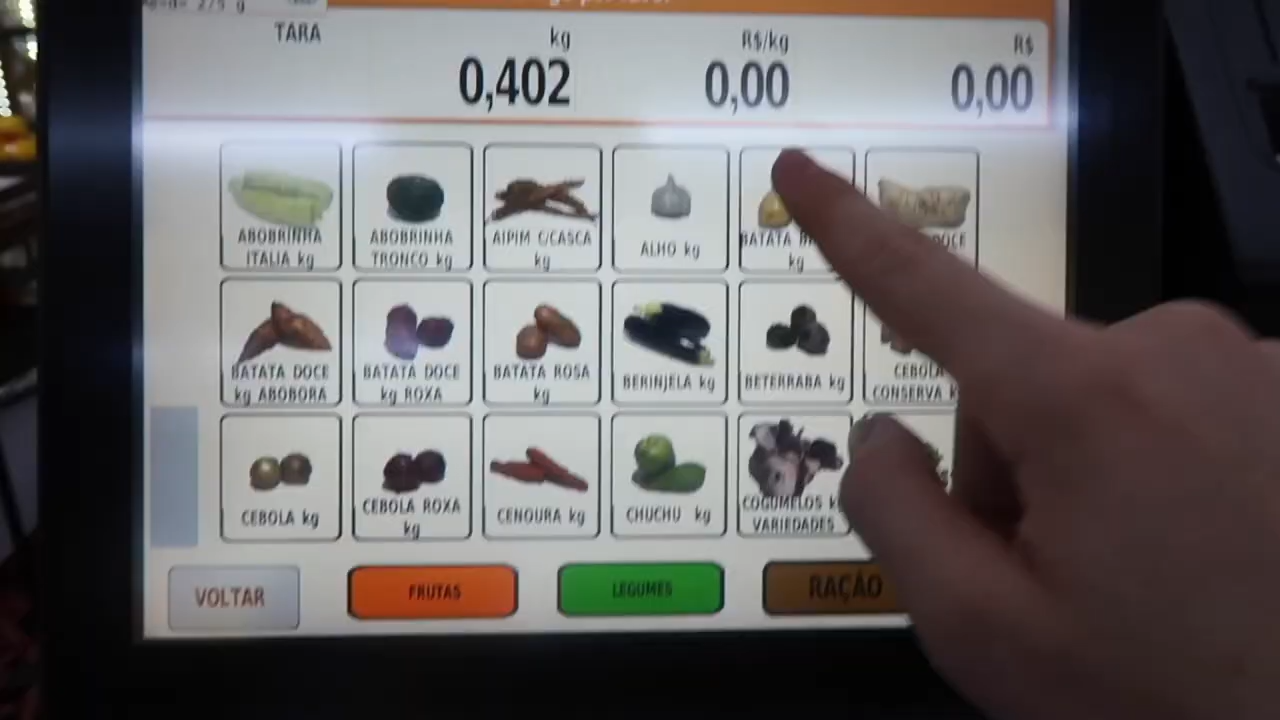 TARA kg R$/kg R$
0,402 0,00 0,00
ABOBRINHA
ITALIA kg
ABOBRINHA
TRONCO kg
AIPIM C/CASCA
kg
ALHO kg
BATATA
kg
DOCE
BATATA DOCE
kg ABOBORA
BATATA DOCE
kg ROXA
BATATA ROSA
kg
BERINJELA kg
BETERRABA kg
CEBOLA
CONSERVA
CEBOLA kg
CEBOLA ROXA
kg
CENOURA kg
CHUCHU kg
COGUMELOS
VARIEDADES
VOLTAR
FRUTAS
LEGUMES
RAÇÃO